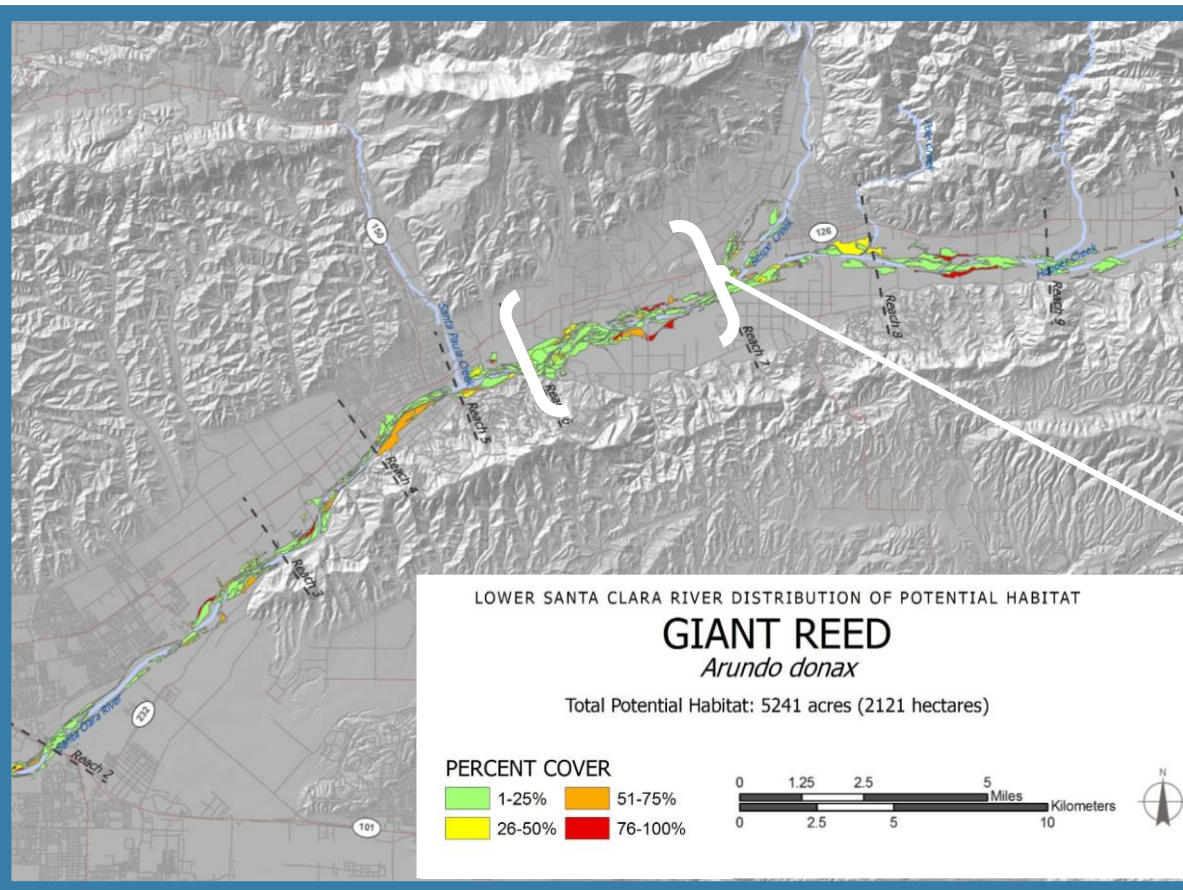 Pole Creek
150
126
Sespe Creek
Hopper Creek
Santa Paula Creek
Reach 9
Reach 8
Reach 7
Reach 5
Reach 4
Reach 3
232
Santa Clara River
Reach 2
101
LOWER SANTA CLARA RIVER DISTRIBUTION OF POTENTIAL HABITAT
GIANT REED
Arundo donax
Total Potential Habitat: 5241 acres (2121 hectares)
PERCENT COVER
1-25%
51-75%
26-50%
76-100%
0 1.25 2.5 5
Miles
Kilometers
0 2.5 5 10
N